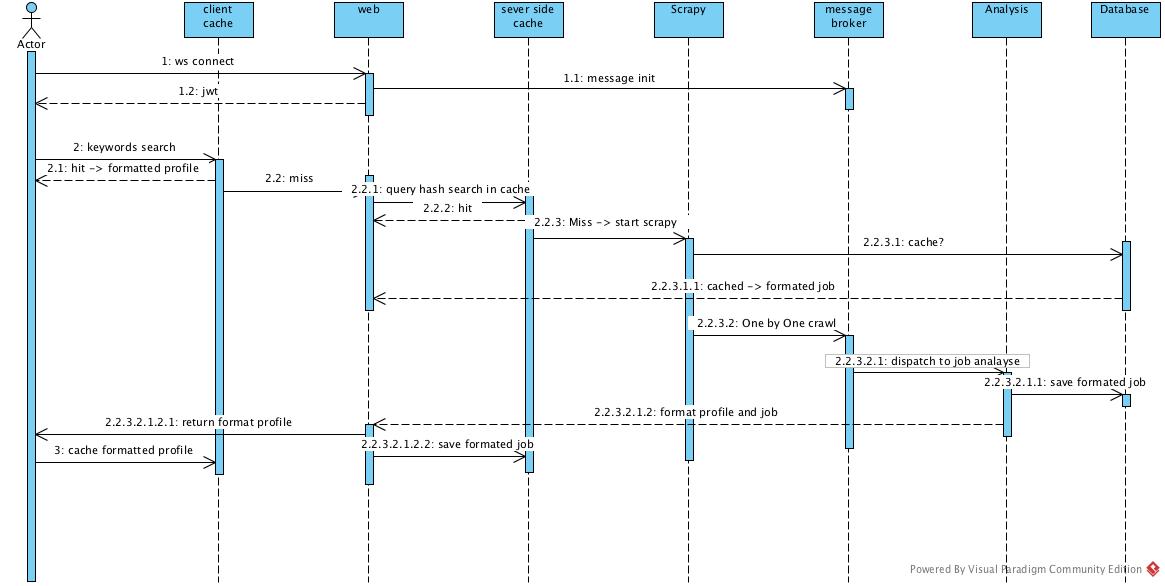 client
cache
web
sever side
cache
Scrapy
message
broker
Analysis
Database
Actor
1: ws connect
1.1: message init
1.2: jwt
2: keywords search
2.1: hit -> formatted profile
2.2: miss
2.2.1: query hash search in cache
2.2.2: hit
2.2.3: Miss -> start scrapy
2.2.3.1: cache?
2.2.3.1.1: cached -> formated job
2.2.3.2: One by One crawl
2.2.3.2.1: dispatch to job analayse
2.2.3.2.1.1: save formated job
2.2.3.2.1.2: format profile and job
2.2.3.2.1.2.1: return format profile
2.2.3.2.1.2.2: save formated job
3: cache formatted profile
Powered By Visual Paradigm Community Edition